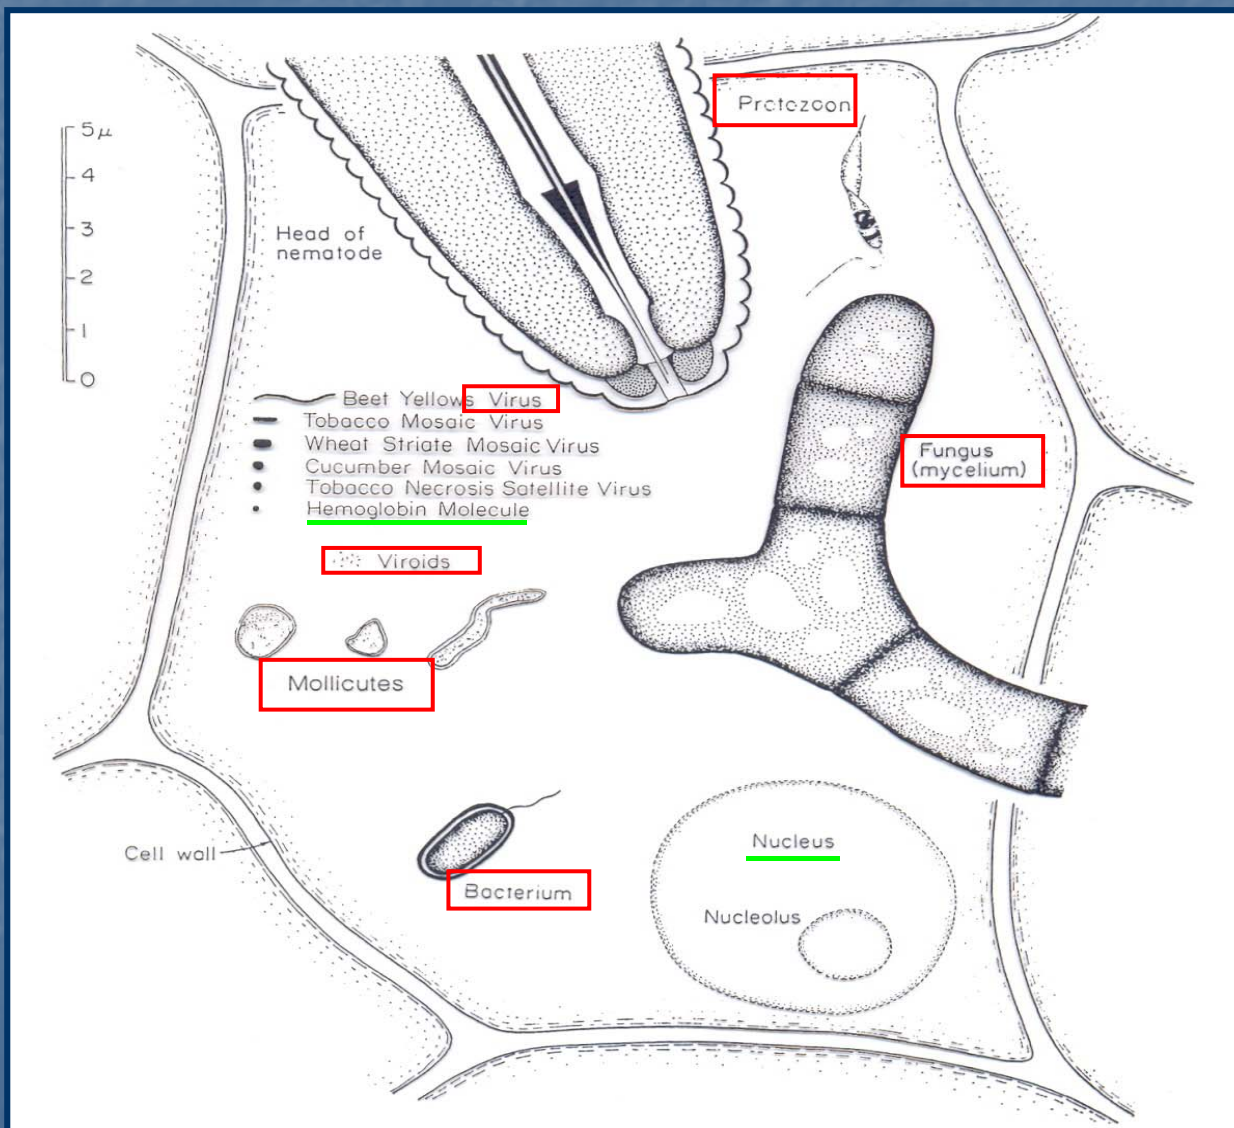 Protozoon
5 μ
4
3
2
1
0
Head of
nematode
Beet Yellows Virus
Tobacco Mosaic Virus
Wheat Striate Mosaic Virus
Cucumber Mosaic Virus
Tobacco Necrosis Satellite Virus
Hemoglobin Molecule
Fungus
(mycelium)
Viroids
Mollicutes
Cell wall
Bacterium
Nucleus
Nucleolus